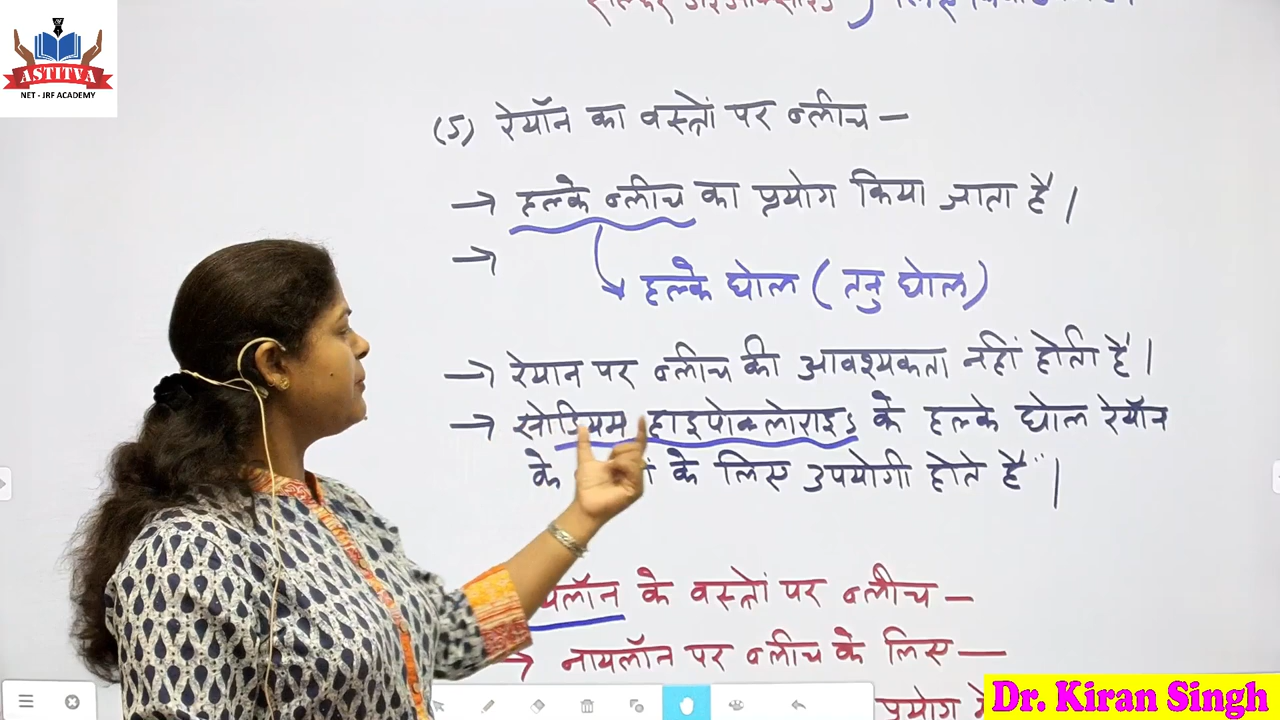 ASTITVA
NET - JRF ACADEMY
(5) रेयॉन का वस्त्रों पर ब्लीच —
→ हल्के ब्लीच का प्रयोग किया जाता है |
→
हल्के घोल ( तनु घोल )
→ रेयान पर ब्लीच की आवश्यकता नहीं होती है |
→ सोडियम हाइपोक्लोराइड के हल्के घोल रेयॉन
के के लिए उपयोगी होते हैं |
के वस्त्रों पर ब्लीच —
→ नायलॉन पर ब्लीच के लिए —
प्रयोग
Dr. Kiran Singh